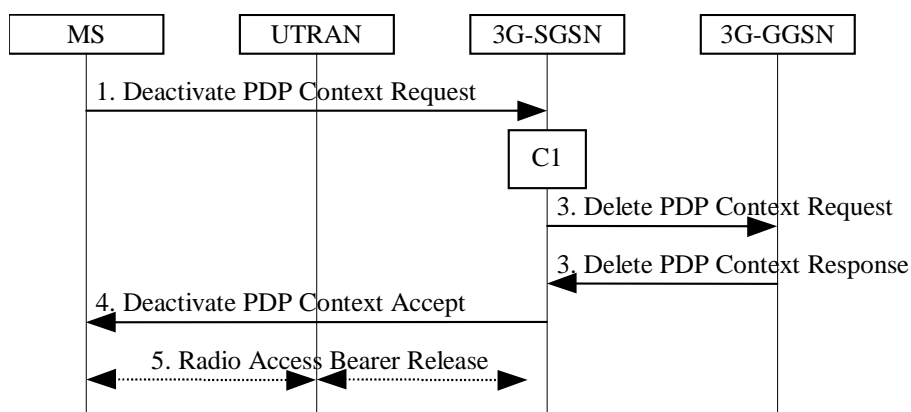 MS UTRAN 3G-SGSN 3G-GGSN
1. Deactivate PDP Context Request
C1
3. Delete PDP Context Request
3. Delete PDP Context Response
4. Deactivate PDP Context Accept
5. Radio Access Bearer Release